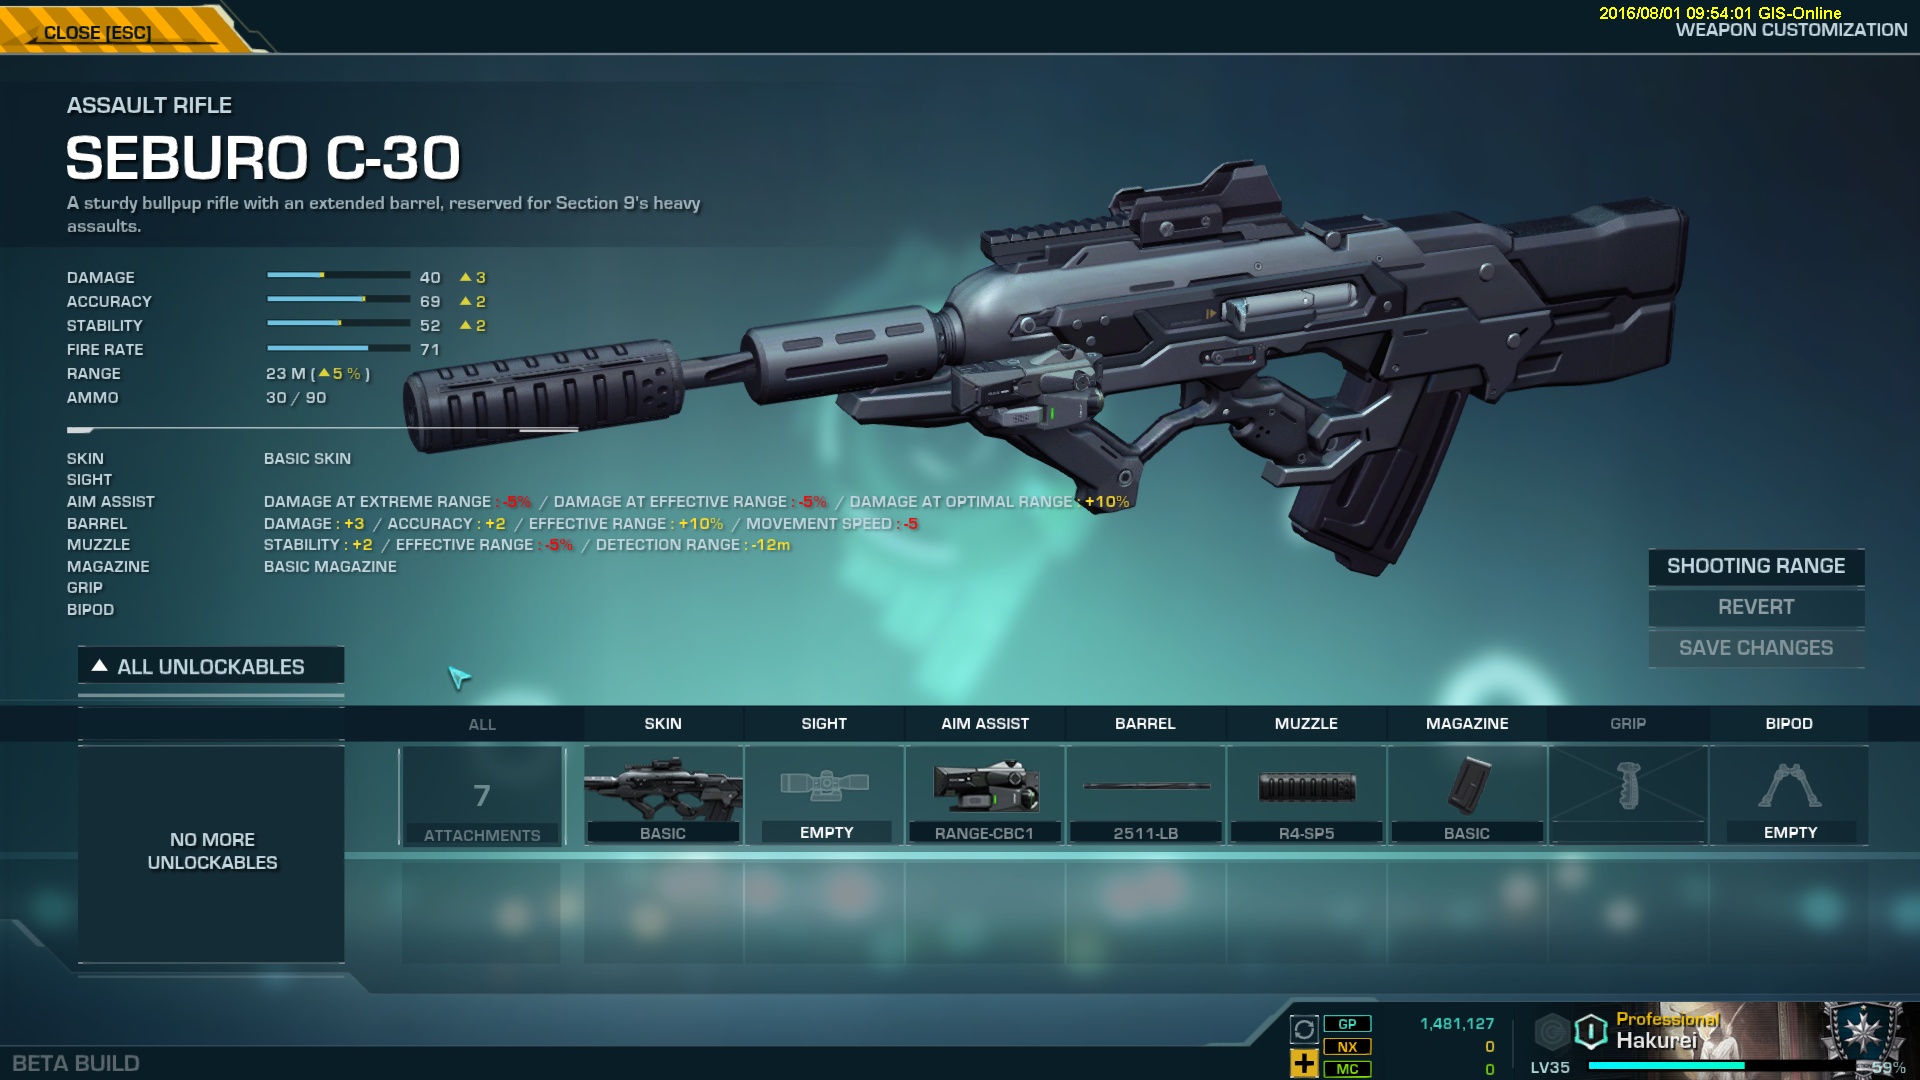 CLOSE [ESC]
2016/08/01 09:54:01 GIS-Online
WEAPON CUSTOMIZATION
ASSAULT RIFLE
SEBURO C-30
A sturdy bullpup rifle with an extended barrel, reserved for Section 9's heavy
assaults.
DAMAGE 40 ▲3
ACCURACY 69 ▲2
STABILITY 52 ▲2
FIRE RATE 71
RANGE 23 M (▲5 %)
AMMO 30 / 90
SKIN BASIC SKIN
SIGHT
AIM ASSIST DAMAGE AT EXTREME RANGE : -5% / DAMAGE AT EFFECTIVE RANGE : -5% / DAMAGE AT OPTIMAL RANGE : +10%
BARREL DAMAGE : +3 / ACCURACY : +2 / EFFECTIVE RANGE : +10% / MOVEMENT SPEED : -5
MUZZLE STABILITY : +2 / EFFECTIVE RANGE : -5% / DETECTION RANGE : -12m
MAGAZINE BASIC MAGAZINE
GRIP
BIPOD
SHOOTING RANGE
REVERT
SAVE CHANGES
▲ ALL UNLOCKABLES
NO MORE
UNLOCKABLES
ALL SKIN SIGHT AIM ASSIST BARREL MUZZLE MAGAZINE GRIP BIPOD
7
ATTACHMENTS BASIC EMPTY RANGE-CBC1 2511-LB R4-SP5 BASIC EMPTY
GP 1,481,127
NX 0
MC 0
Professional
Hakurei
LV35 59%
BETA BUILD